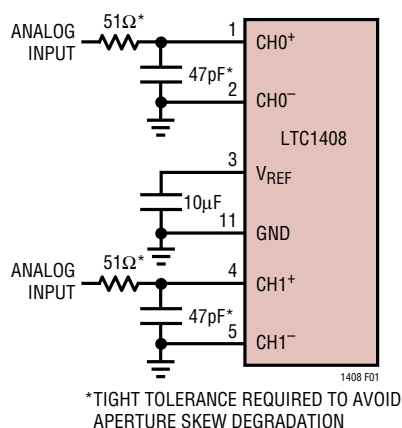 51Ω*
ANALOG
INPUT
1
CH0+
47pF*
2
CH0–
LTC1408
3
VREF
10µF
11
GND
51Ω*
ANALOG
INPUT
4
CH1+
47pF*
5
CH1–
1408 F01
*TIGHT TOLERANCE REQUIRED TO AVOID
APERTURE SKEW DEGRADATION